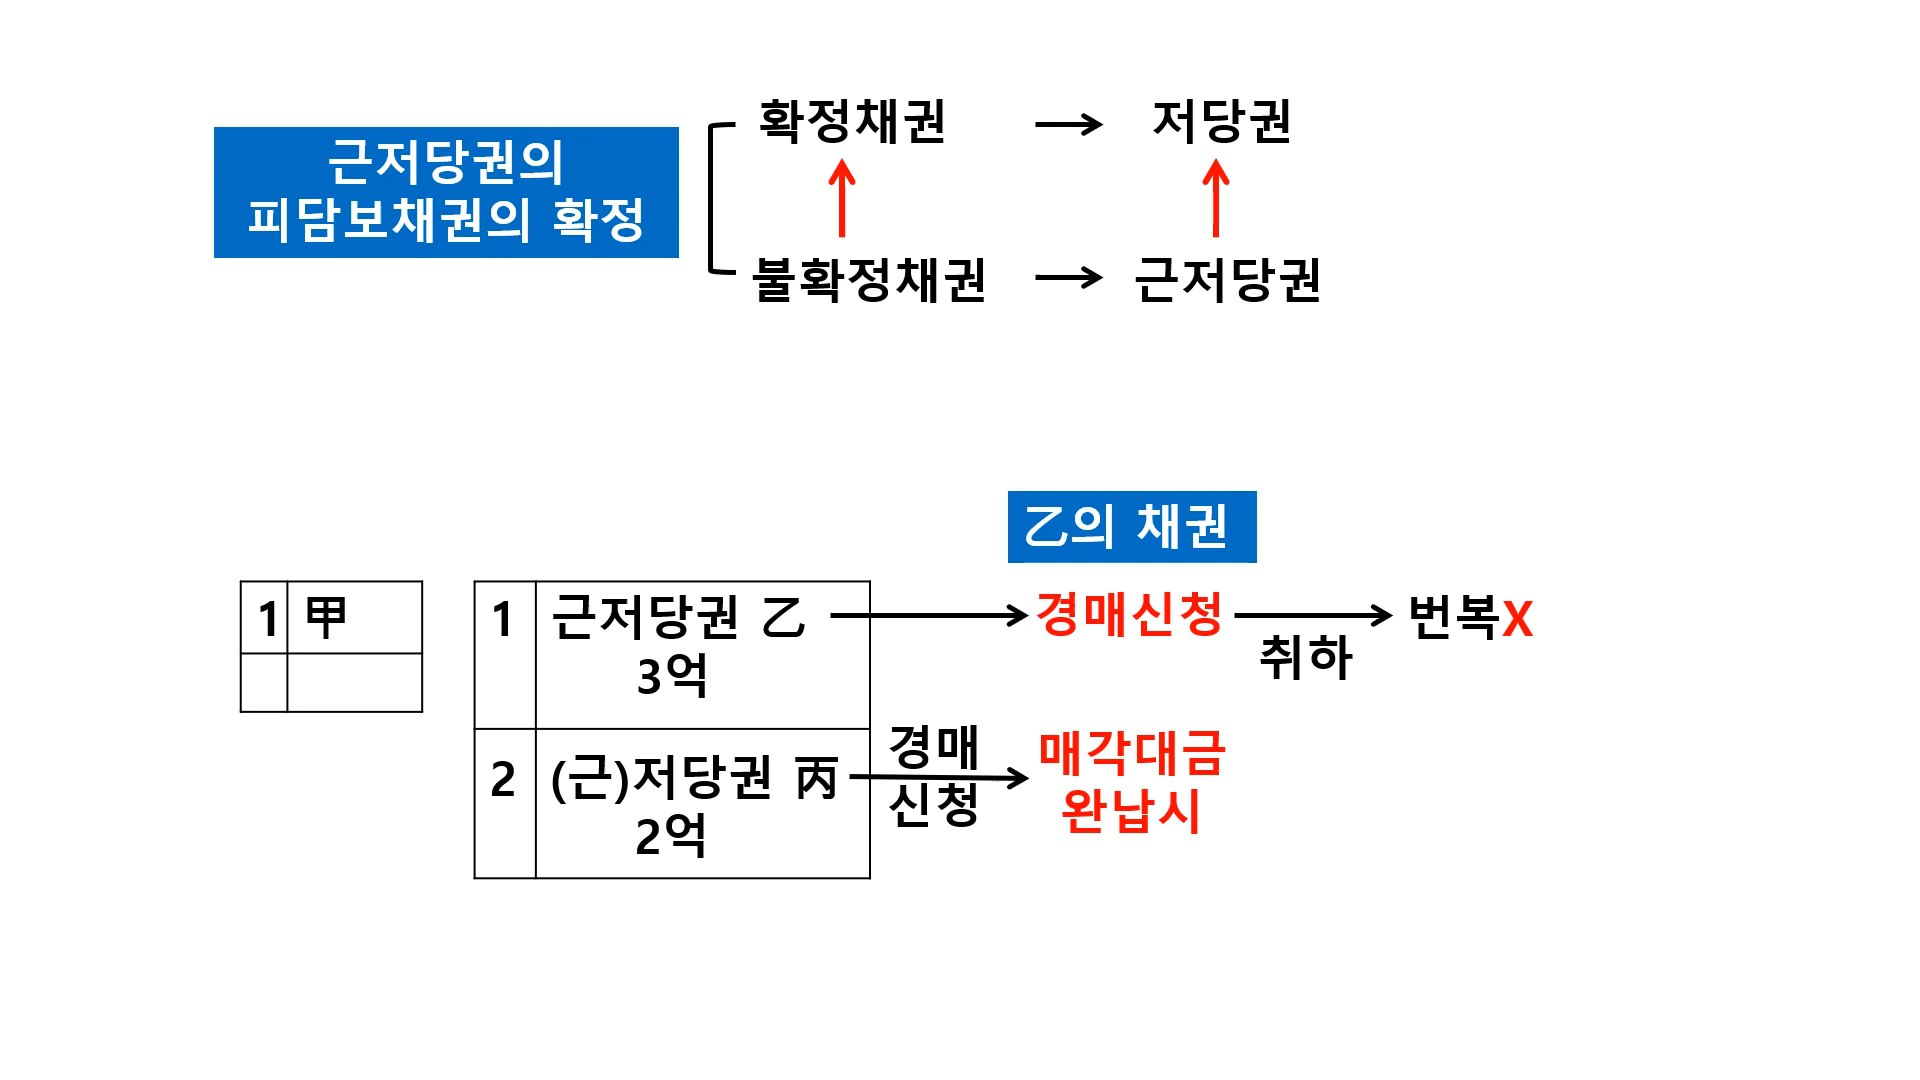 근저당권의
피담보채권의 확정
확정채권 → 저당권
불확정채권 → 근저당권
乙의 채권
1 甲
1 근저당권 乙
3억
경매신청
취하
번복X
2 (근)저당권 丙
2억
경매
신청
매각대금
완납시